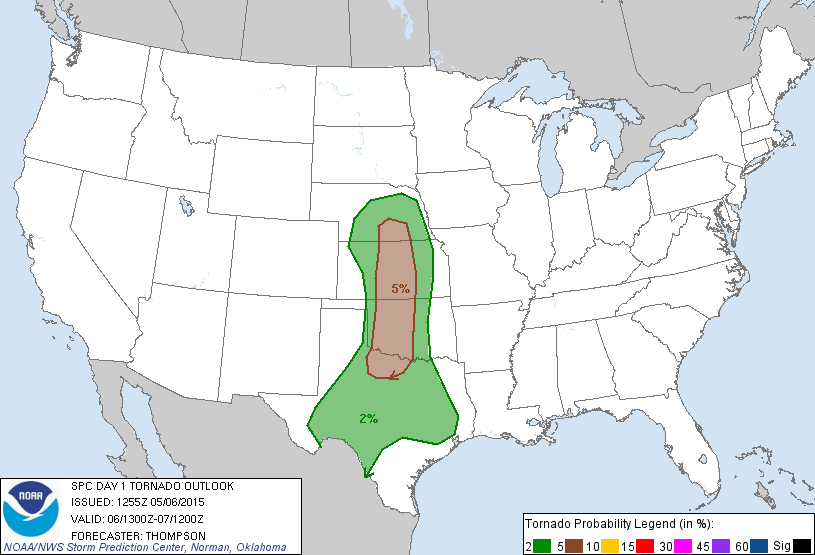 5%
2%
NOAA
SPC DAY 1 TORNADO OUTLOOK
ISSUED: 1255Z 05/06/2015
VALID: 06/1300Z-07/1200Z
FORECASTER: THOMPSON
NOAA/NWS Storm Prediction Center, Norman, Oklahoma
Tornado Probability Legend (in %):
2 5 10 15 30 45 60 Sig